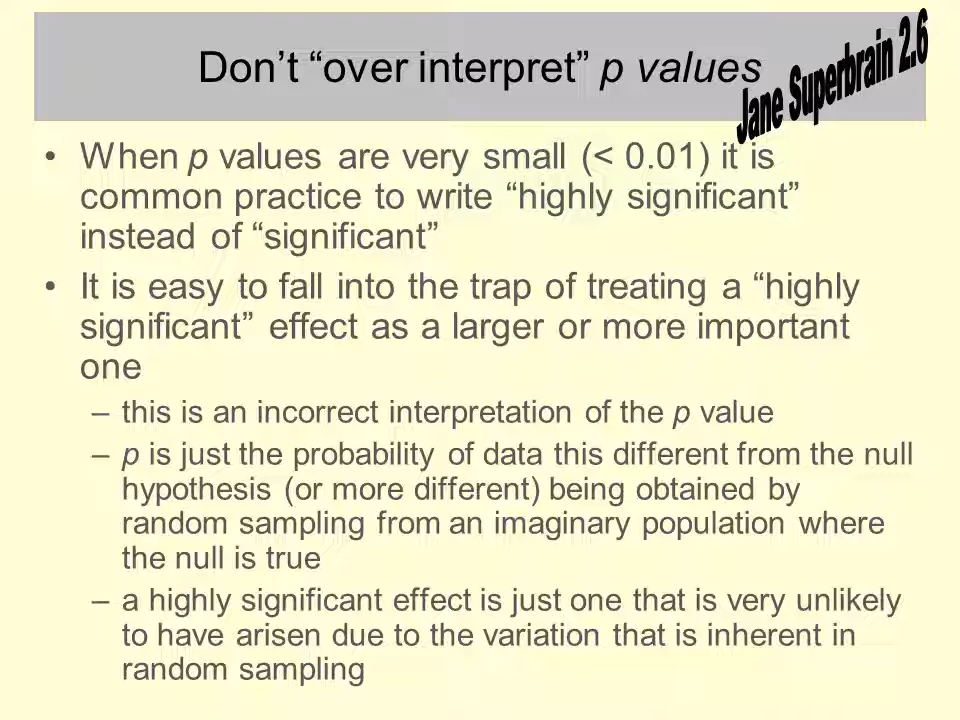 Don’t “over interpret” p values
Jane Superbrain 2.6
• When p values are very small (< 0.01) it is
common practice to write “highly significant”
instead of “significant”
• It is easy to fall into the trap of treating a “highly
significant” effect as a larger or more important
one
– this is an incorrect interpretation of the p value
– p is just the probability of data this different from the null
hypothesis (or more different) being obtained by
random sampling from an imaginary population where
the null is true
– a highly significant effect is just one that is very unlikely
to have arisen due to the variation that is inherent in
random sampling